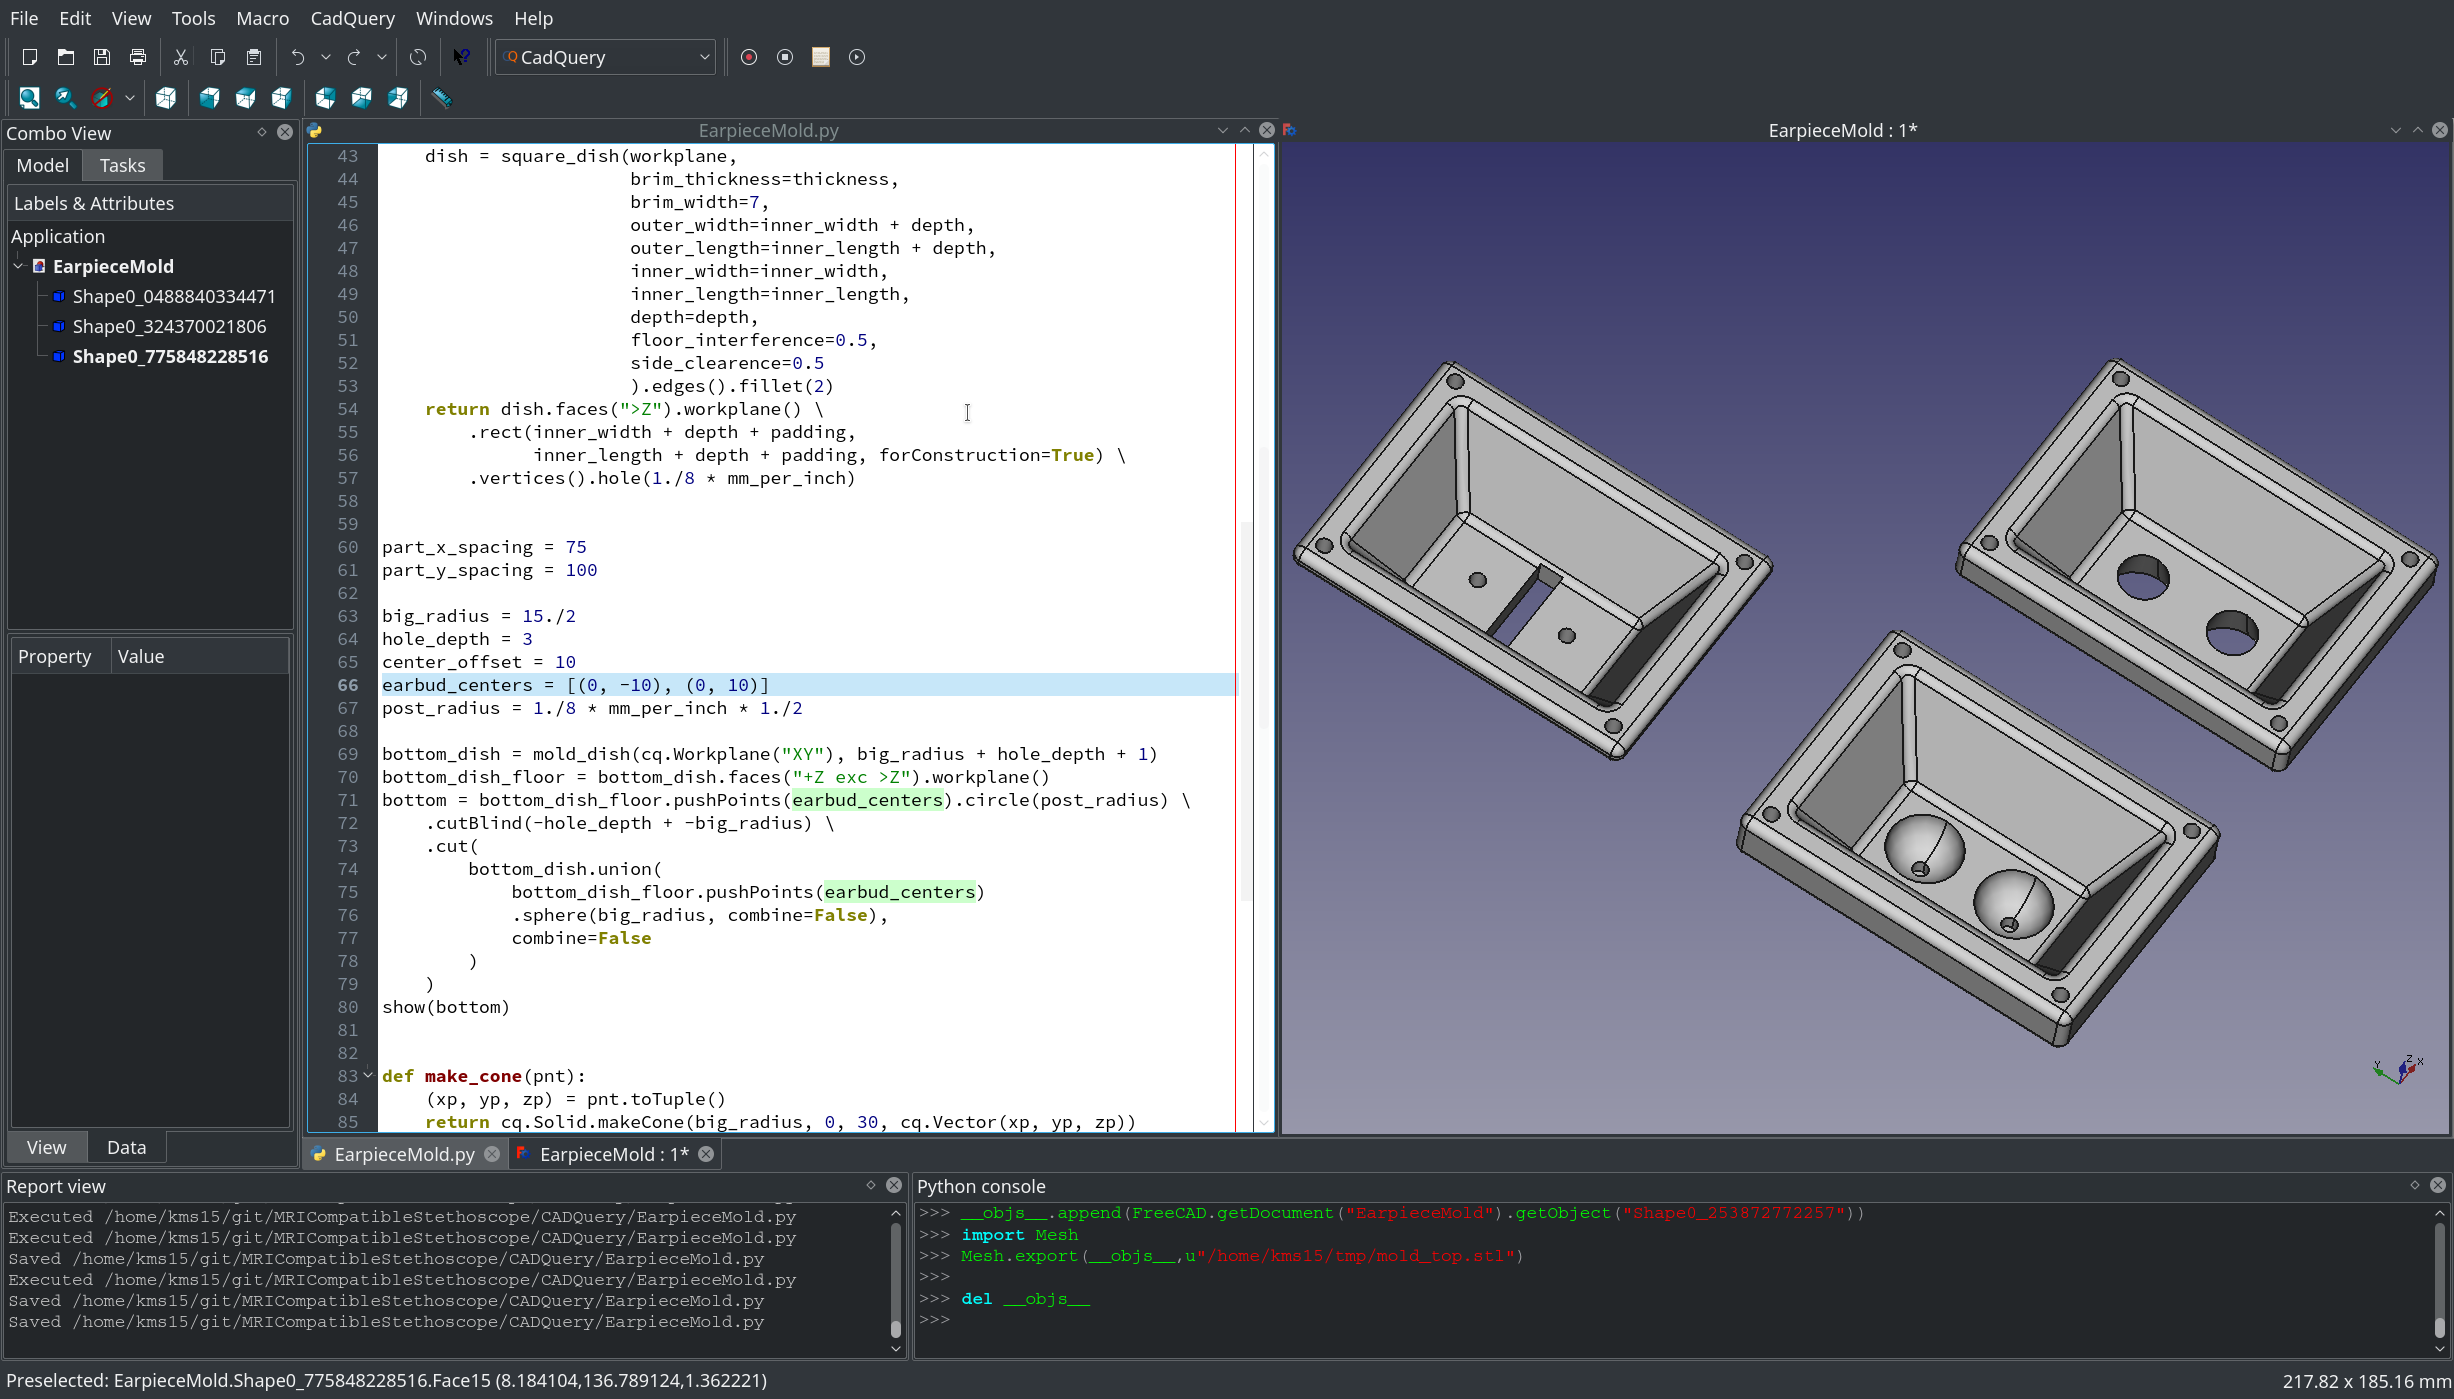 File Edit View Tools Macro CadQuery Windows Help
CadQuery
Combo View
Model Tasks
Labels & Attributes
Application
EarpieceMold
Shape0_0488840334471
Shape0_324370021806
Shape0_775848228516
Property Value
View Data
EarpieceMold.py
43     dish = square_dish(workplane,
44                        brim_thickness=thickness,
45                        brim_width=7,
46                        outer_width=inner_width + depth,
47                        outer_length=inner_length + depth,
48                        inner_width=inner_width,
49                        inner_length=inner_length,
50                        depth=depth,
51                        floor_interference=0.5,
52                        side_clearence=0.5
53                        ).edges().fillet(2)
54     return dish.faces(">Z").workplane() \
55         .rect(inner_width + depth + padding,
56               inner_length + depth + padding, forConstruction=True) \
57         .vertices().hole(1./8 * mm_per_inch)
58
59
60 part_x_spacing = 75
61 part_y_spacing = 100
62
63 big_radius = 15./2
64 hole_depth = 3
65 center_offset = 10
66 earbud_centers = [(0, -10), (0, 10)]
67 post_radius = 1./8 * mm_per_inch * 1./2
68
69 bottom_dish = mold_dish(cq.Workplane("XY"), big_radius + hole_depth + 1)
70 bottom_dish_floor = bottom_dish.faces("+Z exc >Z").workplane()
71 bottom = bottom_dish_floor.pushPoints(earbud_centers).circle(post_radius) \
72     .cutBlind(-hole_depth + -big_radius) \
73     .cut(
74         bottom_dish.union(
75             bottom_dish_floor.pushPoints(earbud_centers)
76             .sphere(big_radius, combine=False),
77             combine=False
78         )
79     )
80 show(bottom)
81
82
83 def make_cone(pnt):
84     (xp, yp, zp) = pnt.toTuple()
85     return cq.Solid.makeCone(big_radius, 0, 30, cq.Vector(xp, yp, zp))
EarpieceMold : 1*
Y Z X
EarpieceMold.py EarpieceMold : 1*
Report view
Executed /home/kms15/git/MRICompatibleStethoscope/CADQuery/EarpieceMold.py
Executed /home/kms15/git/MRICompatibleStethoscope/CADQuery/EarpieceMold.py
Saved /home/kms15/git/MRICompatibleStethoscope/CADQuery/EarpieceMold.py
Executed /home/kms15/git/MRICompatibleStethoscope/CADQuery/EarpieceMold.py
Saved /home/kms15/git/MRICompatibleStethoscope/CADQuery/EarpieceMold.py
Saved /home/kms15/git/MRICompatibleStethoscope/CADQuery/EarpieceMold.py
Python console
>>> __objs__.append(FreeCAD.getDocument("EarpieceMold").getObject("Shape0_253872772257"))
>>> import Mesh
>>> Mesh.export(__objs__,u"/home/kms15/tmp/mold_top.stl")
>>>
>>> del __objs__
>>>
Preselected: EarpieceMold.Shape0_775848228516.Face15 (8.184104,136.789124,1.362221)
217.82 x 185.16 mm